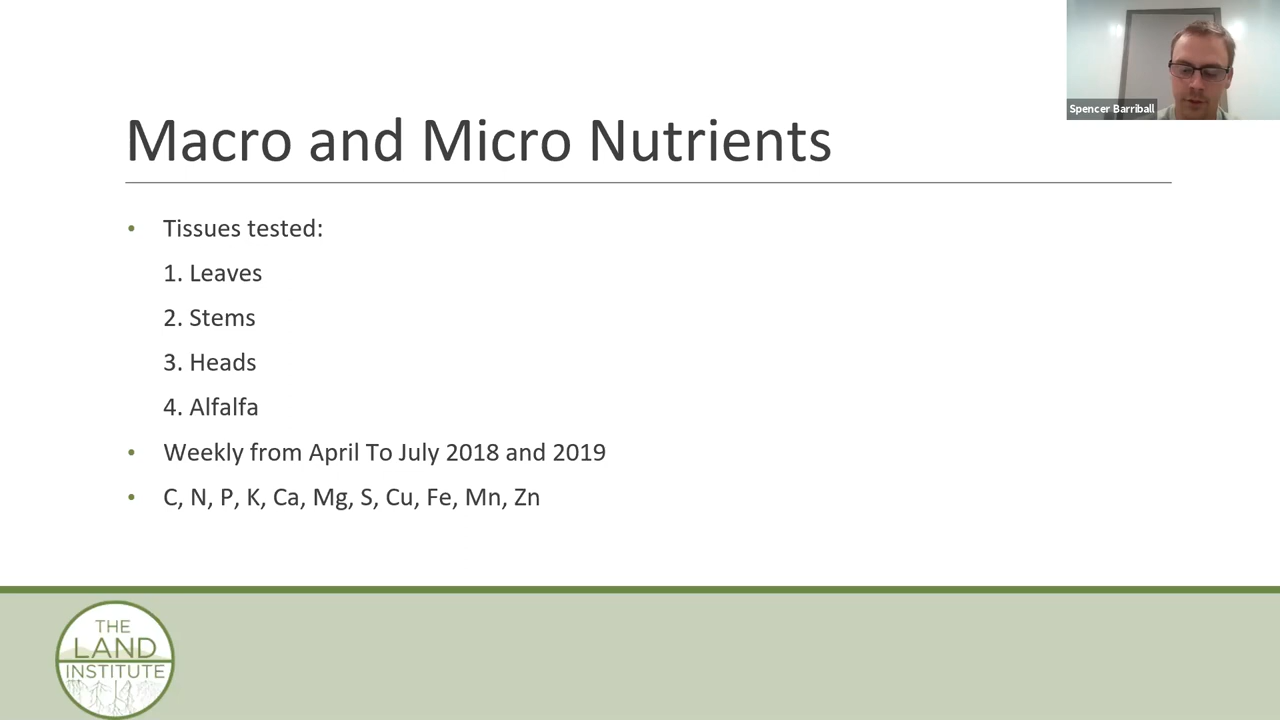 Spencer Barriball
Macro and Micro Nutrients
• Tissues tested:
1. Leaves
2. Stems
3. Heads
4. Alfalfa
• Weekly from April To July 2018 and 2019
• C, N, P, K, Ca, Mg, S, Cu, Fe, Mn, Zn
THE
LAND
INSTITUTE